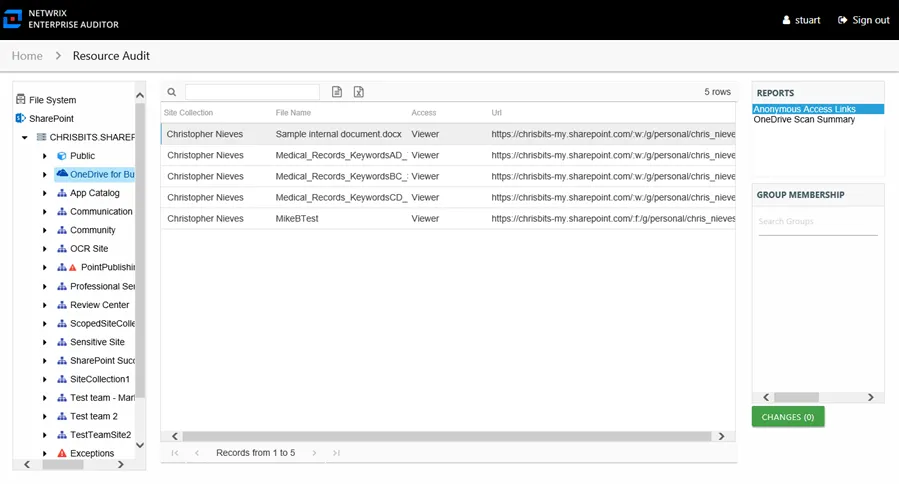 NETWRIX
ENTERPRISE AUDITOR
stuart
Sign out
Home > Resource Audit
File System
SharePoint
CHRISBITS.SHAREP
Public
OneDrive for Bu
App Catalog
Communication
Community
OCR Site
PointPublishin
Professional Ser
Review Center
ScopedSiteColle
Sensitive Site
SharePoint Succ
SiteCollection1
Test team - Mar
Test team 2
TestTeamSite2
Exceptions
5 rows
Site Collection File Name Access Url
Christopher Nieves Sample internal document.docx Viewer https://chrisbits-my.sharepoint.com/:w:/g/personal/chris_nieve
Christopher Nieves Medical_Records_KeywordsAD_ Viewer https://chrisbits-my.sharepoint.com/:w:/g/personal/chris_nieve
Christopher Nieves Medical_Records_KeywordsBC_ Viewer https://chrisbits-my.sharepoint.com/:w:/g/personal/chris_nieve
Christopher Nieves Medical_Records_KeywordsCD_ Viewer https://chrisbits-my.sharepoint.com/:w:/g/personal/chris_nieve
Christopher Nieves MikeBTest Viewer https://chrisbits-my.sharepoint.com/:f:/g/personal/chris_nieves
Records from 1 to 5
REPORTS
Anonymous Access Links
OneDrive Scan Summary
GROUP MEMBERSHIP
Search Groups
CHANGES (0)